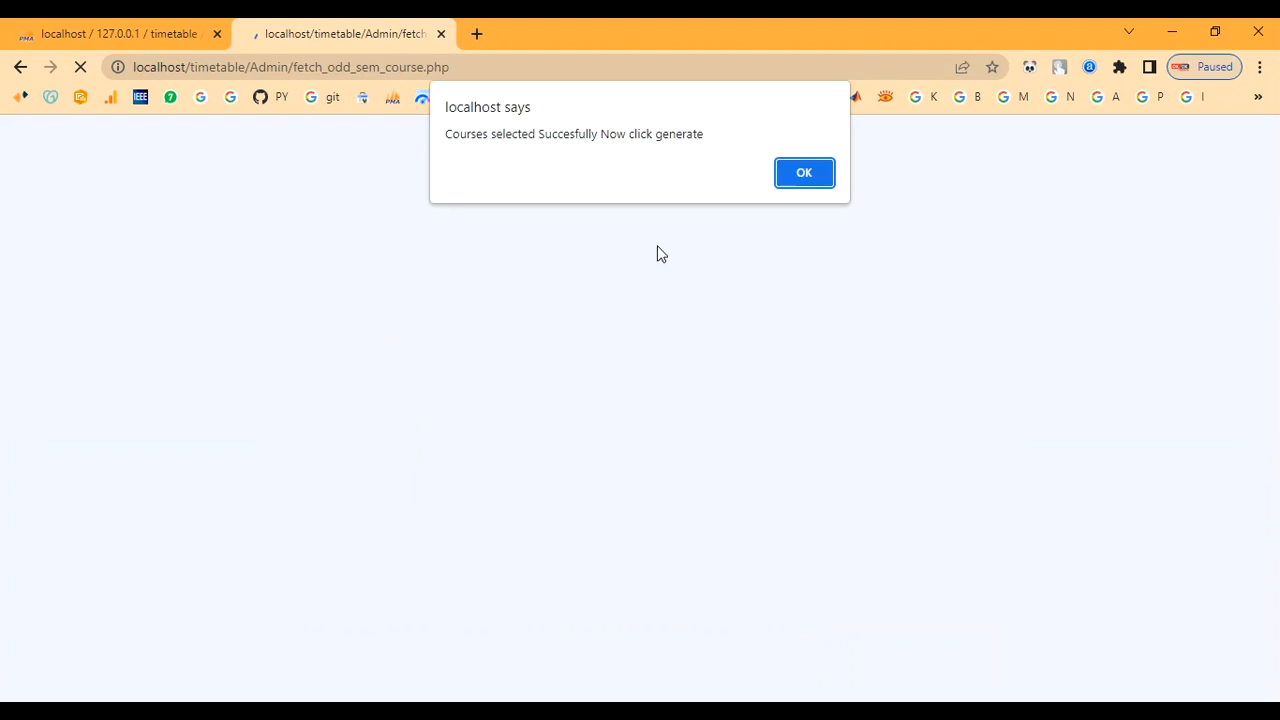 localhost / 127.0.0.1 / timetable
localhost/timetable/Admin/fetch
localhost/timetable/Admin/fetch_odd_sem_course.php
Paused
PY
git
K
B
M
N
A
P
I
»
localhost says
Courses selected Succesfully Now click generate
OK